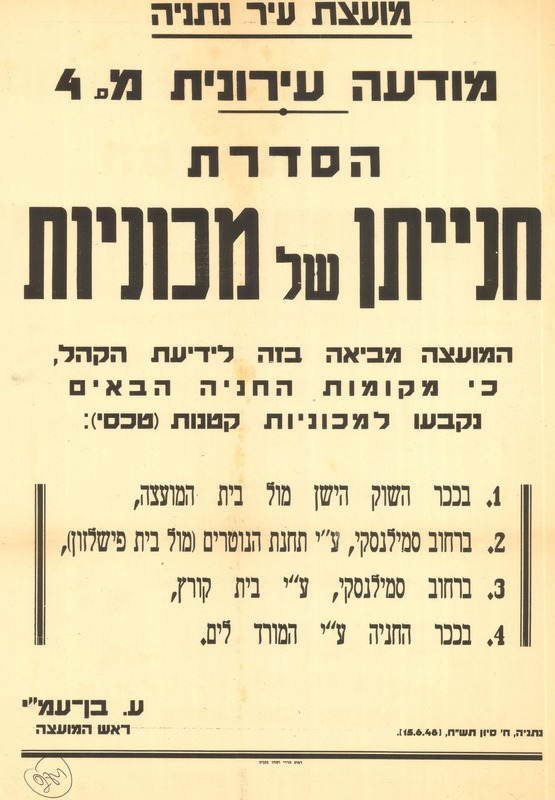 מועצת עיר נתניה
מודעה עירונית מ. 4
הסדרת
חנייתן של מכוניות
המועצה מביאה בזה לידיעת הקהל,
כי מקומות החניה הבאים
נקבעו למכוניות קטנות (טכסי):
1. בככר השוק הישן מול בית המועצה,
2. ברחוב סמילנסקי, ע״י תחנת הנוטרים (מול בית פישלזון),
3. ברחוב סמילנסקי, ע״י בית קורץ,
4. בככר החניה ע״י המורד לים.
ע. בן־עמ״י
ראש המועצה
נתניה, ח׳ סיון תש״ח, (15.6.48).